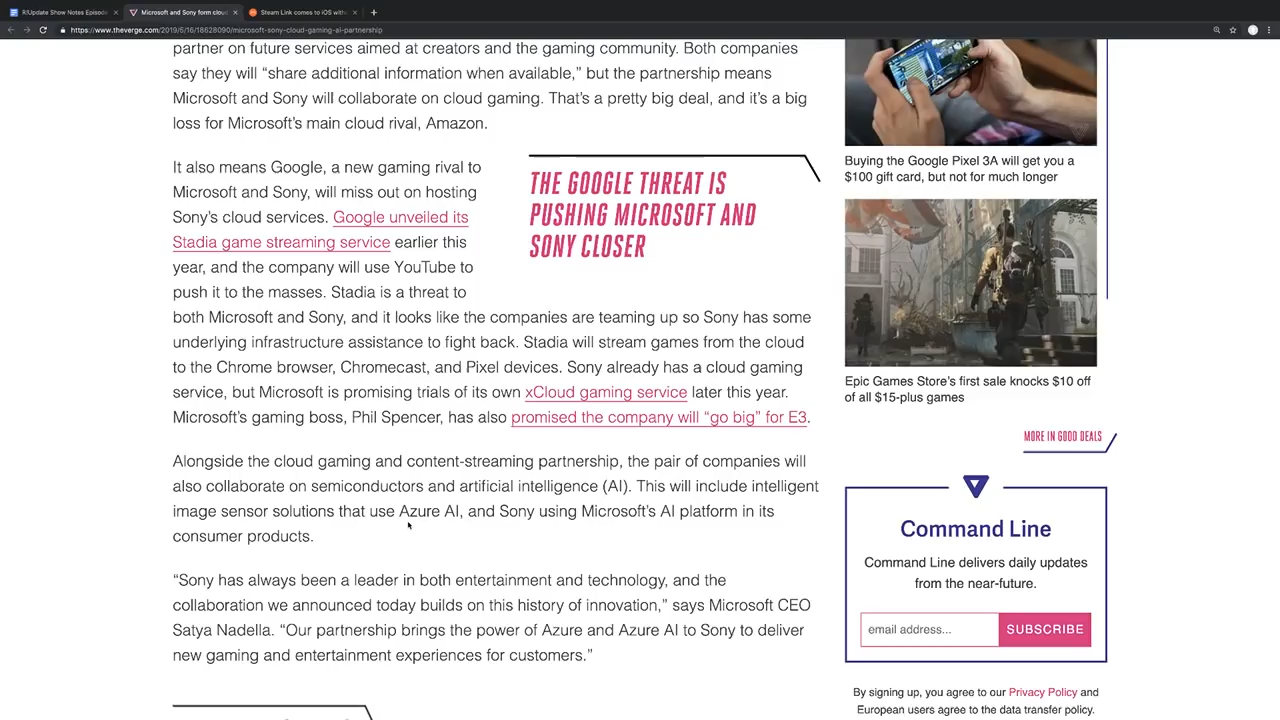 R/Update Show Notes Episode
Microsoft and Sony form cloud
Steam Link comes to iOS with
https://www.theverge.com/2019/5/16/18628090/microsoft-sony-cloud-gaming-ai-partnership
partner on future services aimed at creators and the gaming community. Both companies
say they will “share additional information when available,” but the partnership means
Microsoft and Sony will collaborate on cloud gaming. That’s a pretty big deal, and it’s a big
loss for Microsoft’s main cloud rival, Amazon.
It also means Google, a new gaming rival to
Microsoft and Sony, will miss out on hosting
Sony’s cloud services. Google unveiled its
Stadia game streaming service earlier this
year, and the company will use YouTube to
push it to the masses. Stadia is a threat to
both Microsoft and Sony, and it looks like the companies are teaming up so Sony has some
underlying infrastructure assistance to fight back. Stadia will stream games from the cloud
to the Chrome browser, Chromecast, and Pixel devices. Sony already has a cloud gaming
service, but Microsoft is promising trials of its own xCloud gaming service later this year.
Microsoft’s gaming boss, Phil Spencer, has also promised the company will “go big” for E3.
THE GOOGLE THREAT IS
PUSHING MICROSOFT AND
SONY CLOSER
Alongside the cloud gaming and content-streaming partnership, the pair of companies will
also collaborate on semiconductors and artificial intelligence (AI). This will include intelligent
image sensor solutions that use Azure AI, and Sony using Microsoft’s AI platform in its
consumer products.
“Sony has always been a leader in both entertainment and technology, and the
collaboration we announced today builds on this history of innovation,” says Microsoft CEO
Satya Nadella. “Our partnership brings the power of Azure and Azure AI to Sony to deliver
new gaming and entertainment experiences for customers.”
Buying the Google Pixel 3A will get you a
$100 gift card, but not for much longer
Epic Games Store’s first sale knocks $10 off
of all $15-plus games
MORE IN GOOD DEALS
Command Line
Command Line delivers daily updates
from the near-future.
email address...
SUBSCRIBE
By signing up, you agree to our Privacy Policy and
European users agree to the data transfer policy.